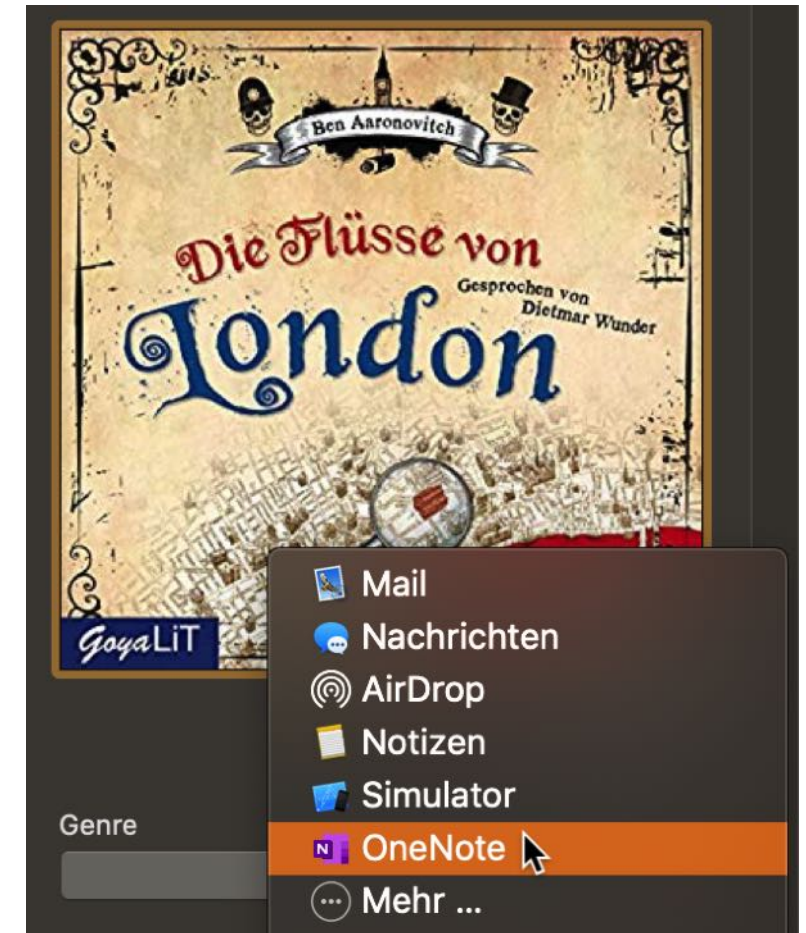 Ben Aaronovitch
Die Flüsse von
London
Gesprochen von
Dietmar Wunder
GoyaLiT
Mail
Nachrichten
AirDrop
Notizen
Simulator
Genre
N OneNote
Mehr ...